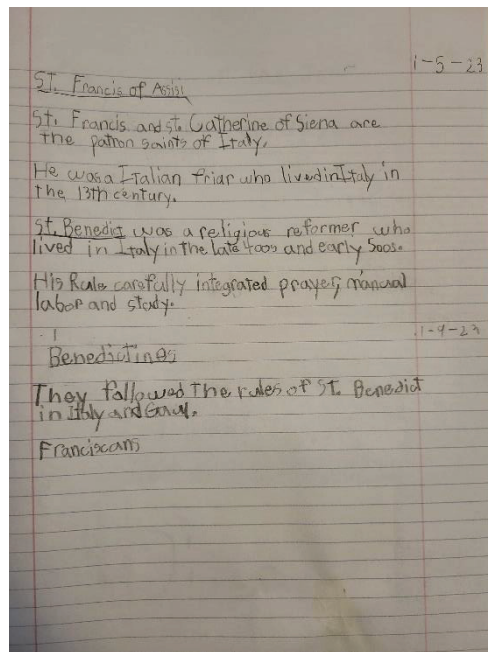 1-5-23
St. Francis of Assisi
St. Francis and St. Catherine of Siena are
the patron saints of Italy.
He was a Italian friar who lived in Italy in
the 13th century.
St. Benedict was a religious reformer who
lived in Italy in the late 400s and early 500s.
His Rule carefully integrated prayer, manual
labor and study.
1-9-23
Benedictines
They followed the rules of St. Benedict
in Italy and Gaul.
Franciscans